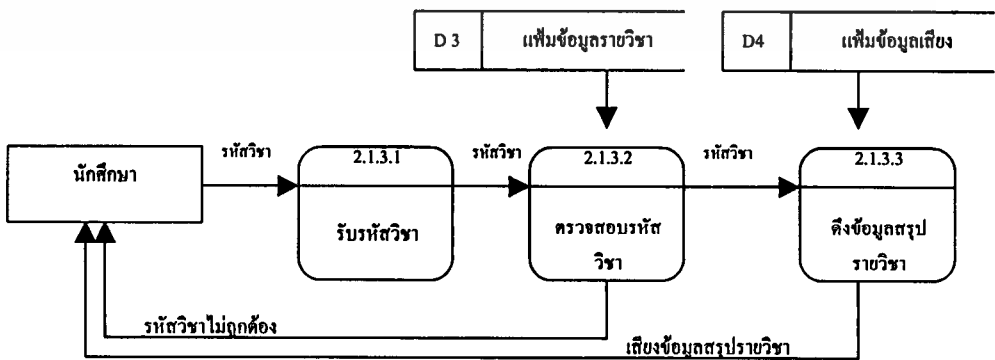 D 3 แฟ้มข้อมูลรายวิชา
D4 แฟ้มข้อมูลเสียง
นักศึกษา
รหัสวิชา
2.1.3.1
รับรหัสวิชา
รหัสวิชา
2.1.3.2
ตรวจสอบรหัส
วิชา
รหัสวิชา
2.1.3.3
ดึงข้อมูลสรุป
รายวิชา
รหัสวิชาไม่ถูกต้อง
เสียงข้อมูลสรุปรายวิชา